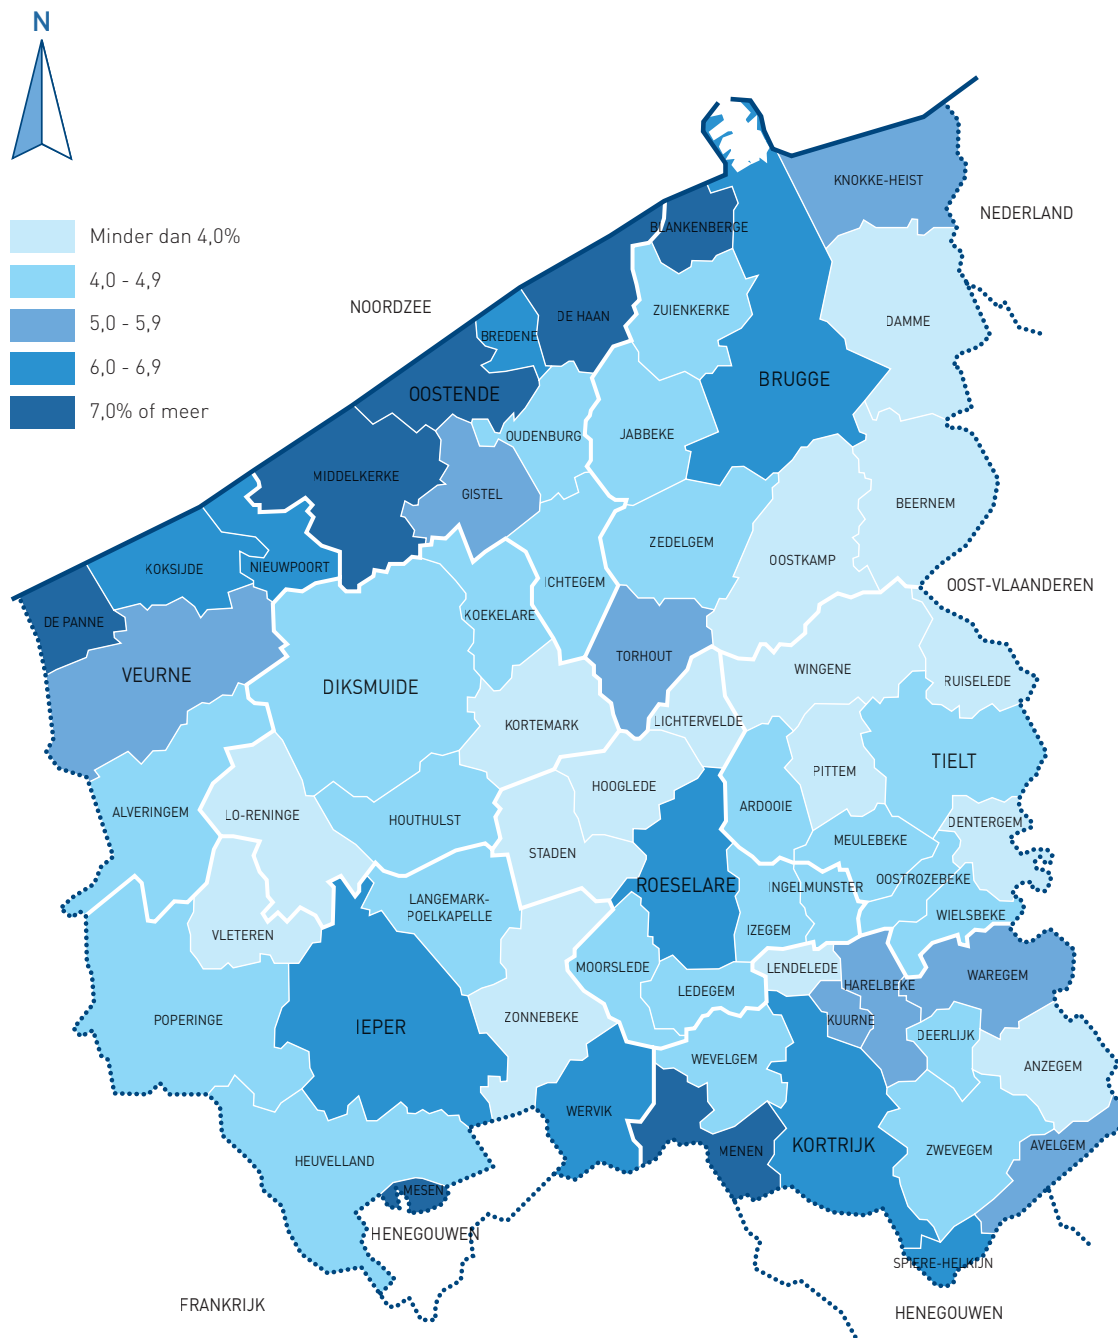 N
KNOKKE-HEIST
NEDERLAND
BLANKENBERGE
Minder dan 4,0%
4,0 - 4,9
5,0 - 5,9
6,0 - 6,9
7,0% of meer
NOORDZEE
ZUIENKERKE
DE HAAN
DAMME
BREDENE
BRUGGE
OOSTENDE
OUDENBURG
JABBEKE
MIDDELKERKE
GISTEL
BEERNEM
ZEDELGEM
OOSTKAMP
KOKSIJDE
NIEUWPOORT
ICHTEGEM
OOST-VLAANDEREN
KOEKELARE
DE PANNE
TORHOUT
VEURNE
DIKSMUIDE
WINGENE
RUISELEDE
KORTEMARK
LICHTERVELDE
TIELT
PITTEM
HOOGLEDE
ARDOOIE
ALVERINGEM
LO-RENINGE
HOUTHULST
DENTERGEM
MEULEBEKE
STADEN
ROESELARE
INGELMUNSTER
OOSTROZEBEKE
LANGEMARK-
POELKAPELLE
WIELSBEKE
IZEGEM
VLETEREN
MOORSLEDE
LENDELEDE
WAREGEM
HARELBEKE
LEDEGEM
POPERINGE
IEPER
ZONNEBEKE
KUURNE
DEERLIJK
WEVELGEM
ANZEGEM
WERVIK
KORTRIJK
AVELGEM
MENEN
ZWEVEGEM
HEUVELLAND
MESEN
HENEGOUWEN
SPIERE-HELKIJN
FRANKRIJK
HENEGOUWEN